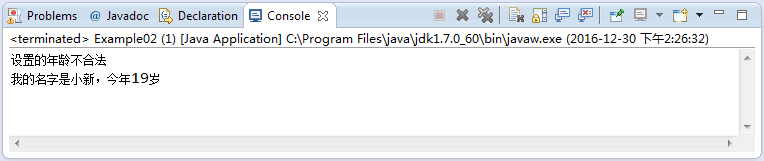 Problems @ Javadoc Declaration Console
<terminated> Example02 (1) [Java Application] C:\Program Files\java\jdk1.7.0_60\bin\javaw.exe (2016-12-30 下午2:26:32)
设置的年龄不合法
我的名字是小新，今年19岁